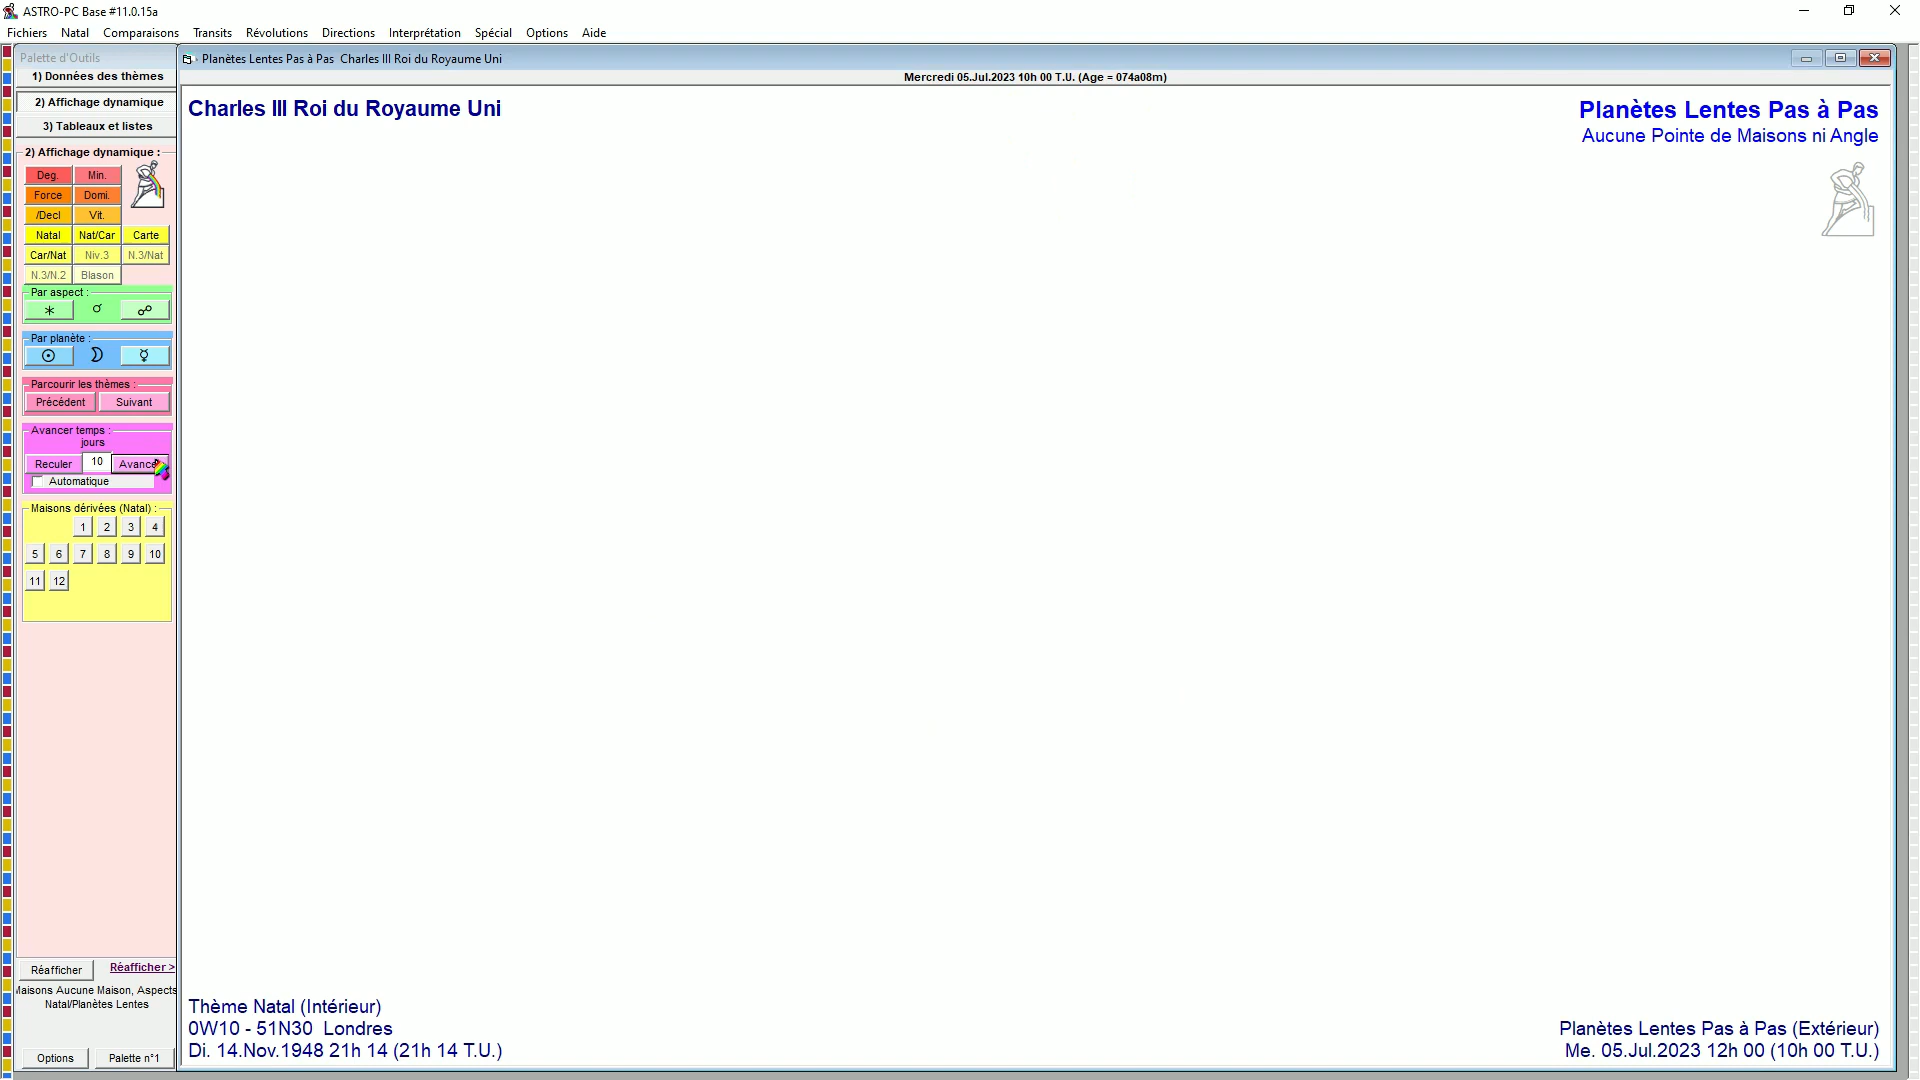 ASTRO-PC Base #11.0.15a
Fichiers Natal Comparaisons Transits Révolutions Directions Interprétation Spécial Options Aide
Palette d'Outils
Planètes Lentes Pas à Pas Charles III Roi du Royaume Uni
1) Données des thèmes
Mercredi 05.Jul.2023 10h 00 T.U. (Age = 074a08m)
2) Affichage dynamique
3) Tableaux et listes
Charles III Roi du Royaume Uni
Planètes Lentes Pas à Pas
Aucune Pointe de Maisons ni Angle
2) Affichage dynamique :
Deg. Min.
Force Domi.
/Decl Vit.
Natal Nat/Car Carte
Car/Nat Niv.3 N.3/Nat
N.3/N.2 Blason
Par aspect :
Par planète :
Parcourir les thèmes :
Précédent Suivant
Avancer temps :
jours
Reculer 10
Automatique
Maisons dérivées (Natal) :
1 2 3 4
5 6 7 8 9 10
11 12
Réafficher Réafficher >
Maisons Aucune Maison, Aspects
Natal/Planètes Lentes
Options Palette n°1
Thème Natal (Intérieur)
0W10 - 51N30 Londres
Di. 14.Nov.1948 21h 14 (21h 14 T.U.)
Planètes Lentes Pas à Pas (Extérieur)
Me. 05.Jul.2023 12h 00 (10h 00 T.U.)